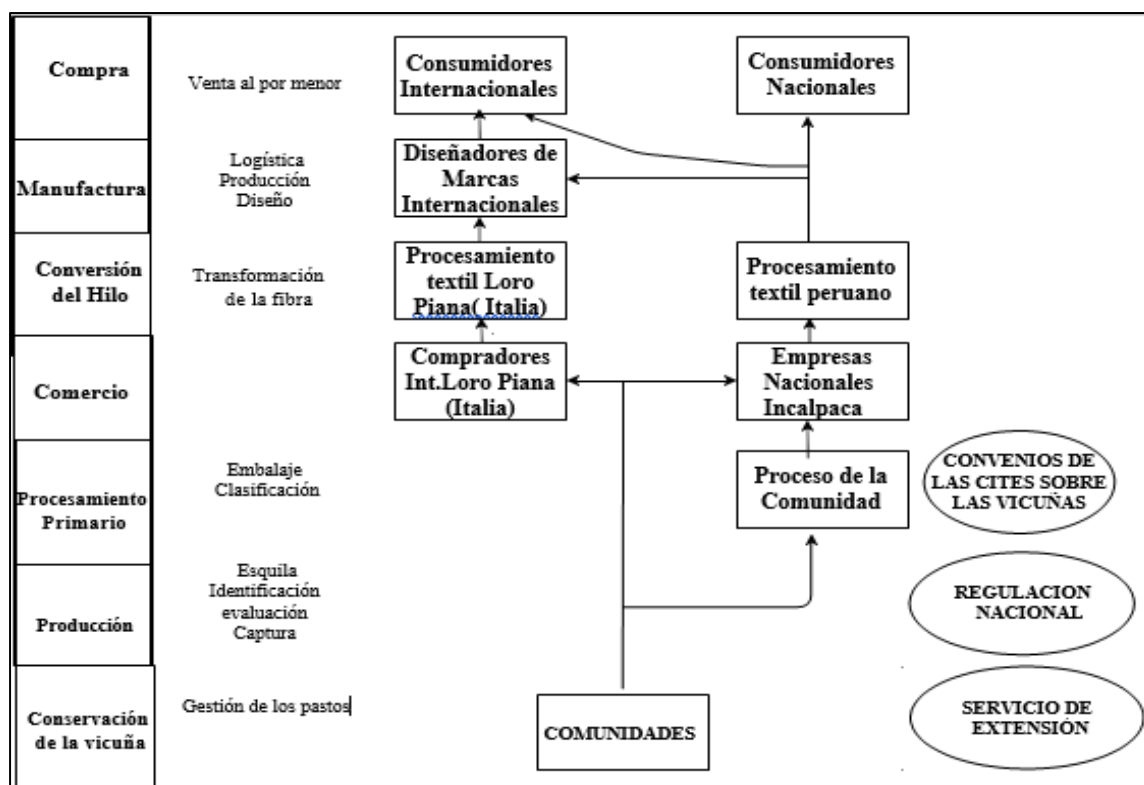 Compra
Venta al por menor
Consumidores
Internacionales
Consumidores
Nacionales
Manufactura
Logística
Producción
Diseño
Diseñadores de
Marcas
Internacionales
Conversión
del Hilo
Transformación
de la fibra
Procesamiento
textil Loro
Piana( Italia)
Procesamiento
textil peruano
Comercio
Compradores
Int.Loro Piana
(Italia)
Empresas
Nacionales
Incalpaca
Procesamiento
Primario
Embalaje
Clasificación
Proceso de la
Comunidad
CONVENIOS DE
LAS CITES SOBRE
LAS VICUÑAS
Producción
Esquila
Identificación
evaluación
Captura
REGULACION
NACIONAL
Conservación
de la vicuña
Gestión de los pastos
COMUNIDADES
SERVICIO DE
EXTENSIÓN